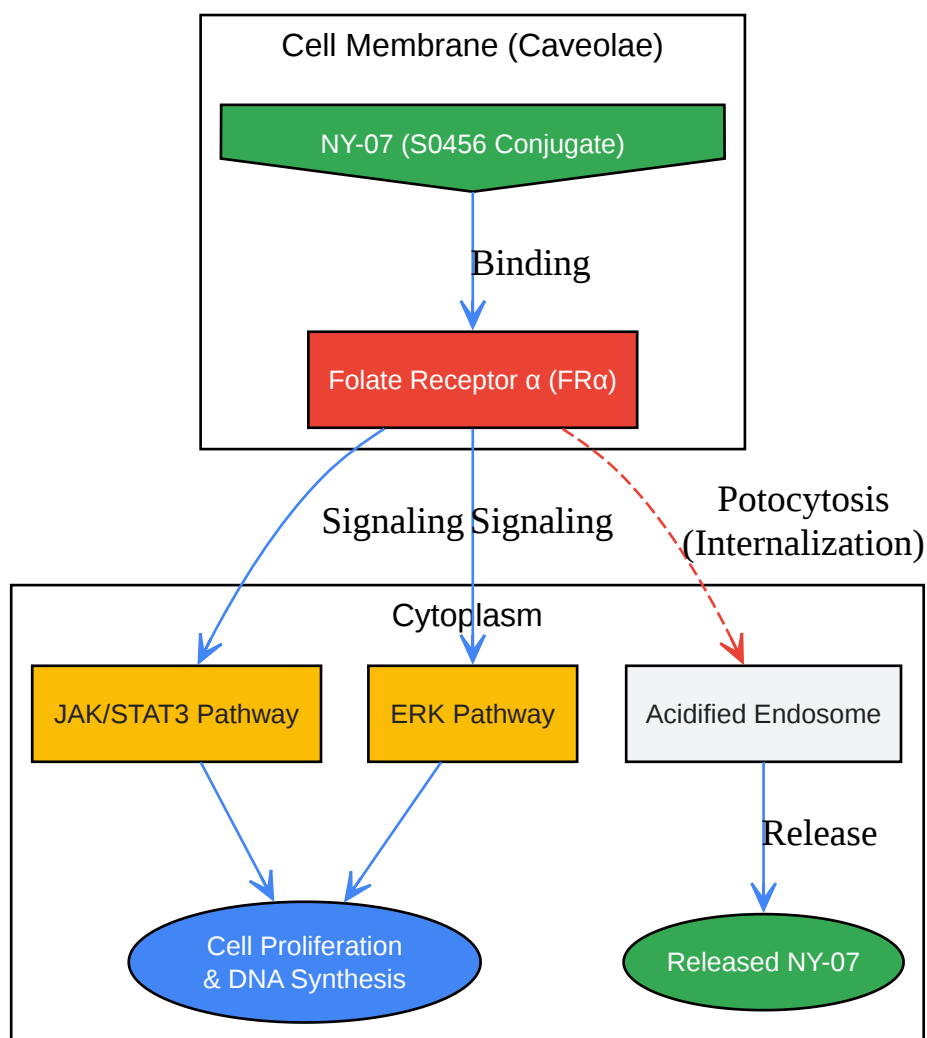 Cell Membrane (Caveolae)
NY-07 (S0456 Conjugate)
Binding
Folate Receptor α (FRα)
Signaling
Signaling
Potocytosis
(Internalization)
Cytoplasm
JAK/STAT3 Pathway
ERK Pathway
Acidified Endosome
Release
Cell Proliferation
& DNA Synthesis
Released NY-07